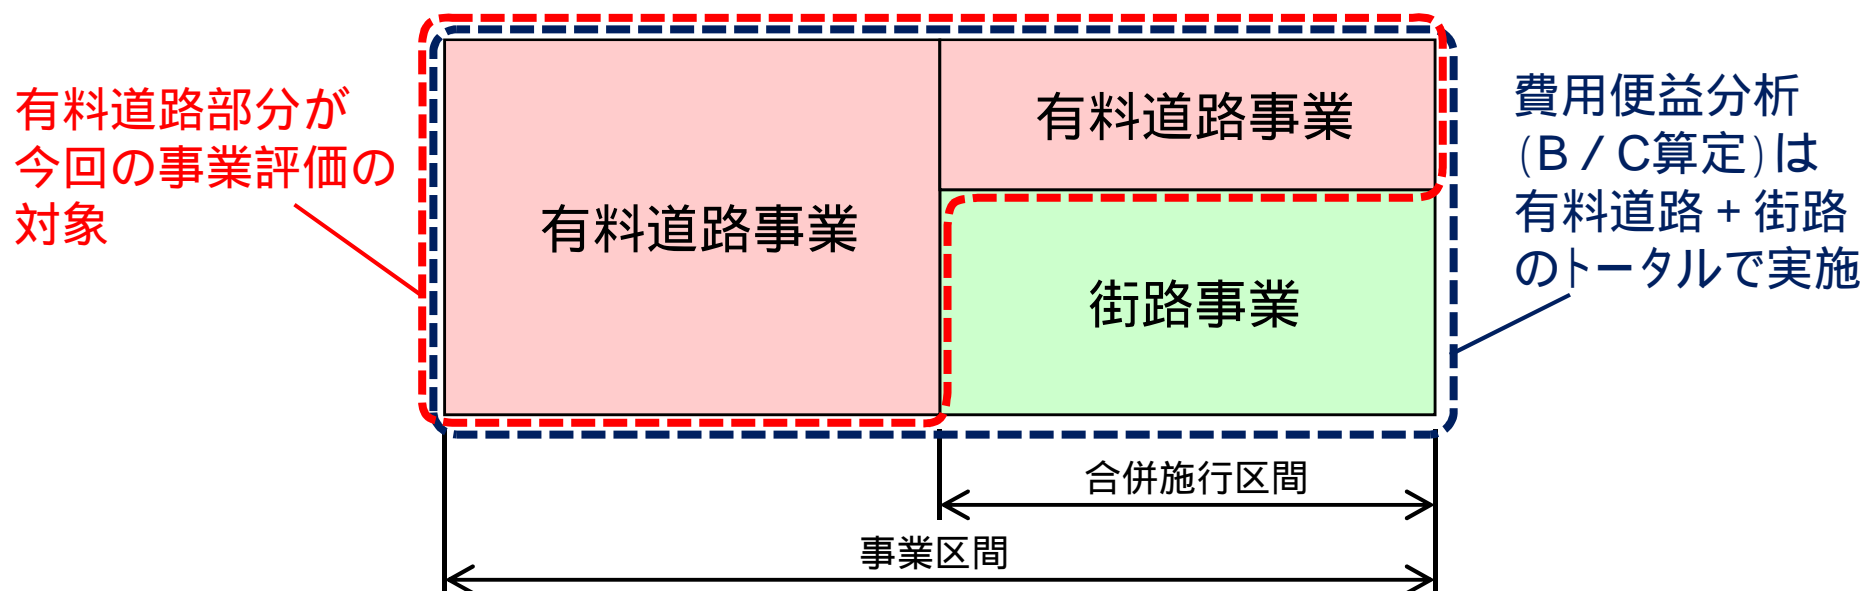 有料道路部分が
今回の事業評価の
対象
有料道路事業
有料道路事業
街路事業
費用便益分析
(B/C算定)は
有料道路+街路
のトータルで実施
合併施行区間
事業区間